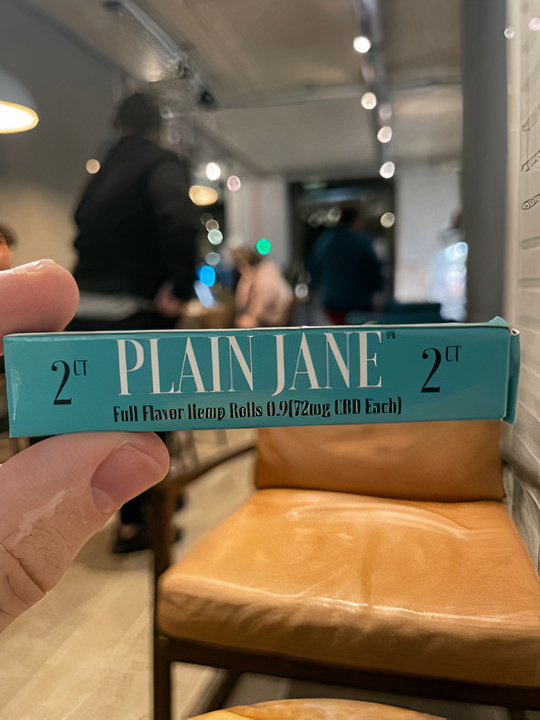 2CT PLAIN JANE™ 2CT
Full Flavor Hemp Rolls 0.9(72mg CBD Each)